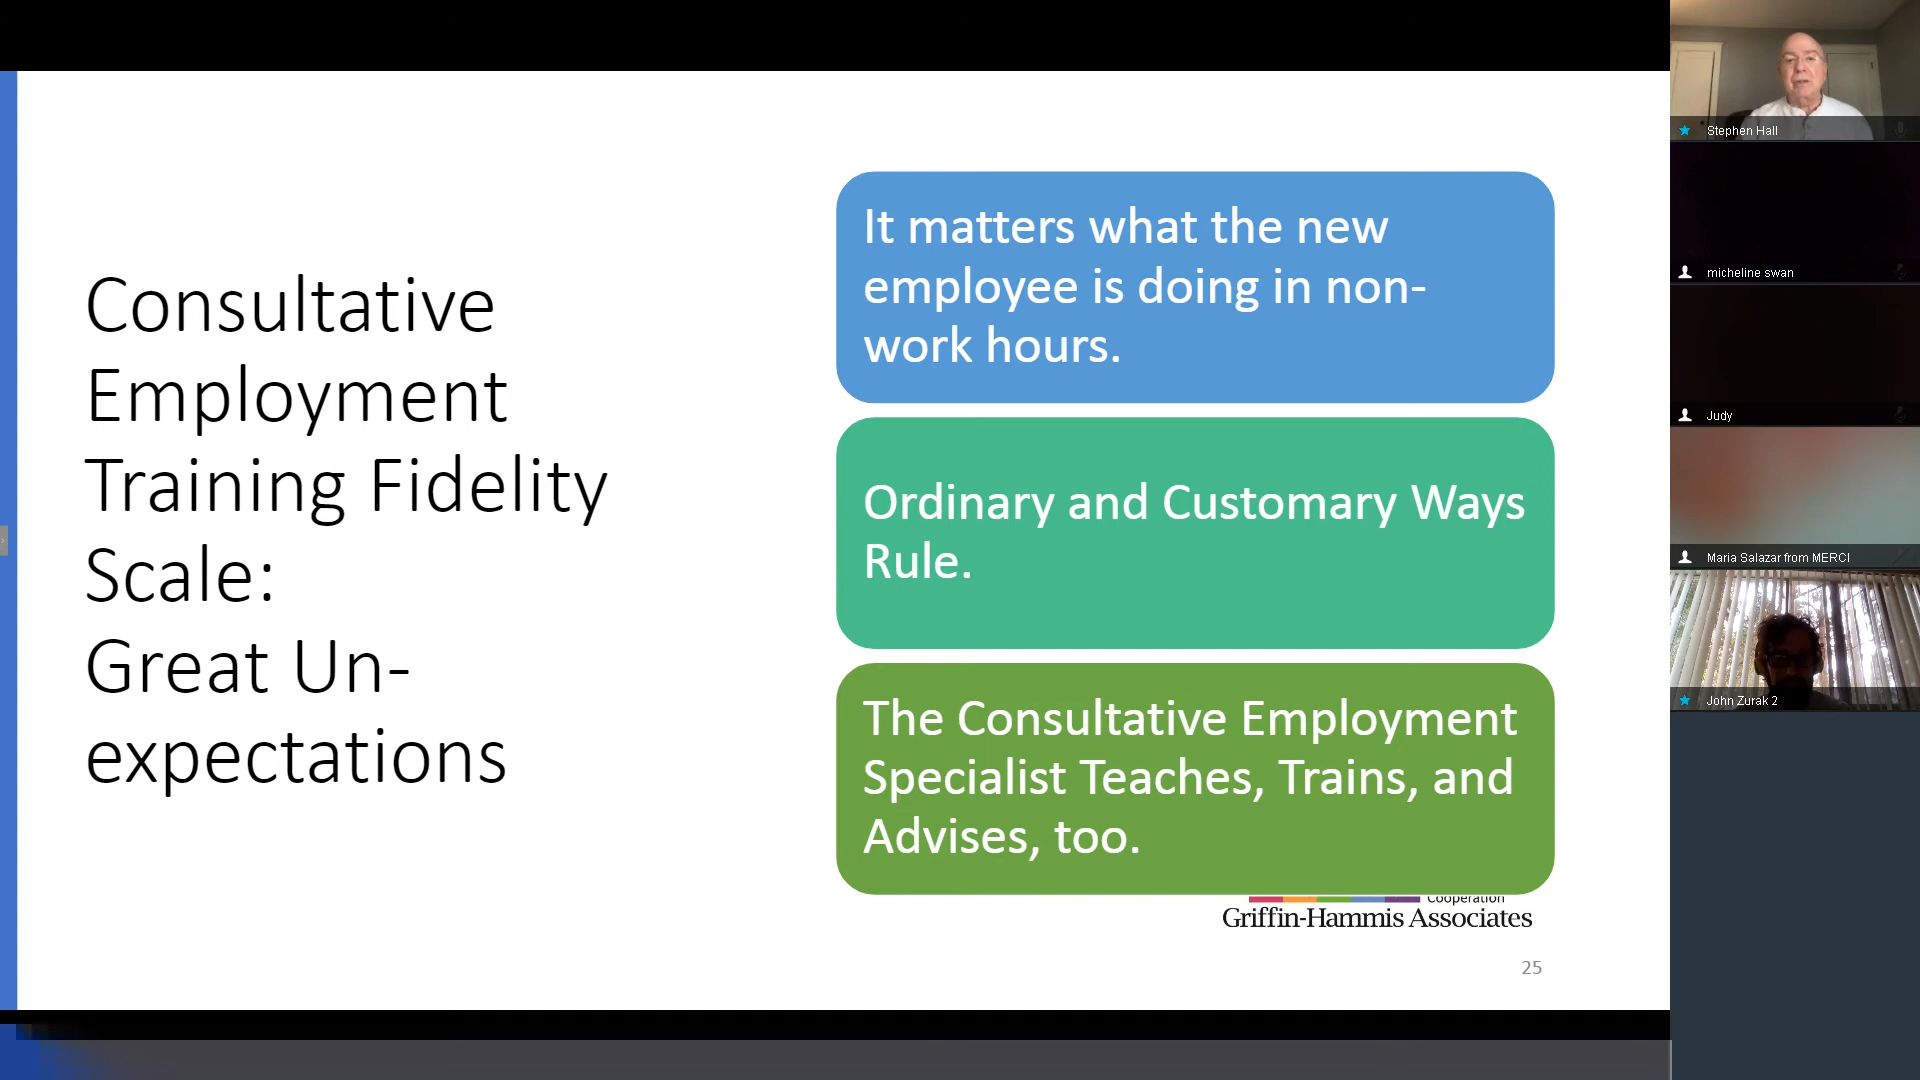 Consultative
Employment
Training Fidelity
Scale:
Great Un-
expectations
It matters what the new
employee is doing in non-
work hours.
Ordinary and Customary Ways
Rule.
The Consultative Employment
Specialist Teaches, Trains, and
Advises, too.
Cooperation
Griffin-Hammis Associates
25
Stephen Hall
micheline swan
Judy
Maria Salazar from MERCI
John Zurak 2